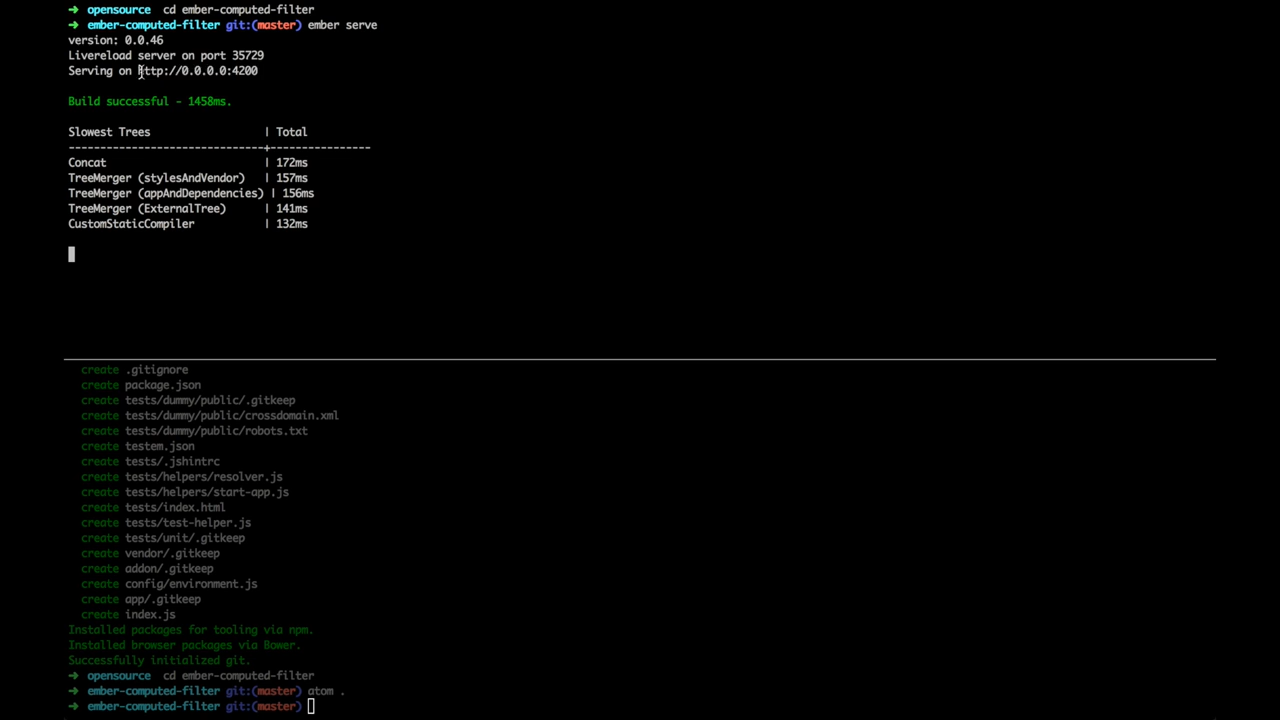 ➜ opensource cd ember-computed-filter
➜ ember-computed-filter git:(master) ember serve
version: 0.0.46
Livereload server on port 35729
Serving on http://0.0.0.0:4200
Build successful - 1458ms.
Slowest Trees | Total
-------------------------------+----------------
Concat | 172ms
TreeMerger (stylesAndVendor) | 157ms
TreeMerger (appAndDependencies) | 156ms
TreeMerger (ExternalTree) | 141ms
CustomStaticCompiler | 132ms
create .gitignore
create package.json
create tests/dummy/public/.gitkeep
create tests/dummy/public/crossdomain.xml
create tests/dummy/public/robots.txt
create testem.json
create tests/.jshintrc
create tests/helpers/resolver.js
create tests/helpers/start-app.js
create tests/index.html
create tests/test-helper.js
create tests/unit/.gitkeep
create vendor/.gitkeep
create addon/.gitkeep
create config/environment.js
create app/.gitkeep
create index.js
Installed packages for tooling via npm.
Installed browser packages via Bower.
Successfully initialized git.
➜ opensource cd ember-computed-filter
➜ ember-computed-filter git:(master) atom .
➜ ember-computed-filter git:(master)